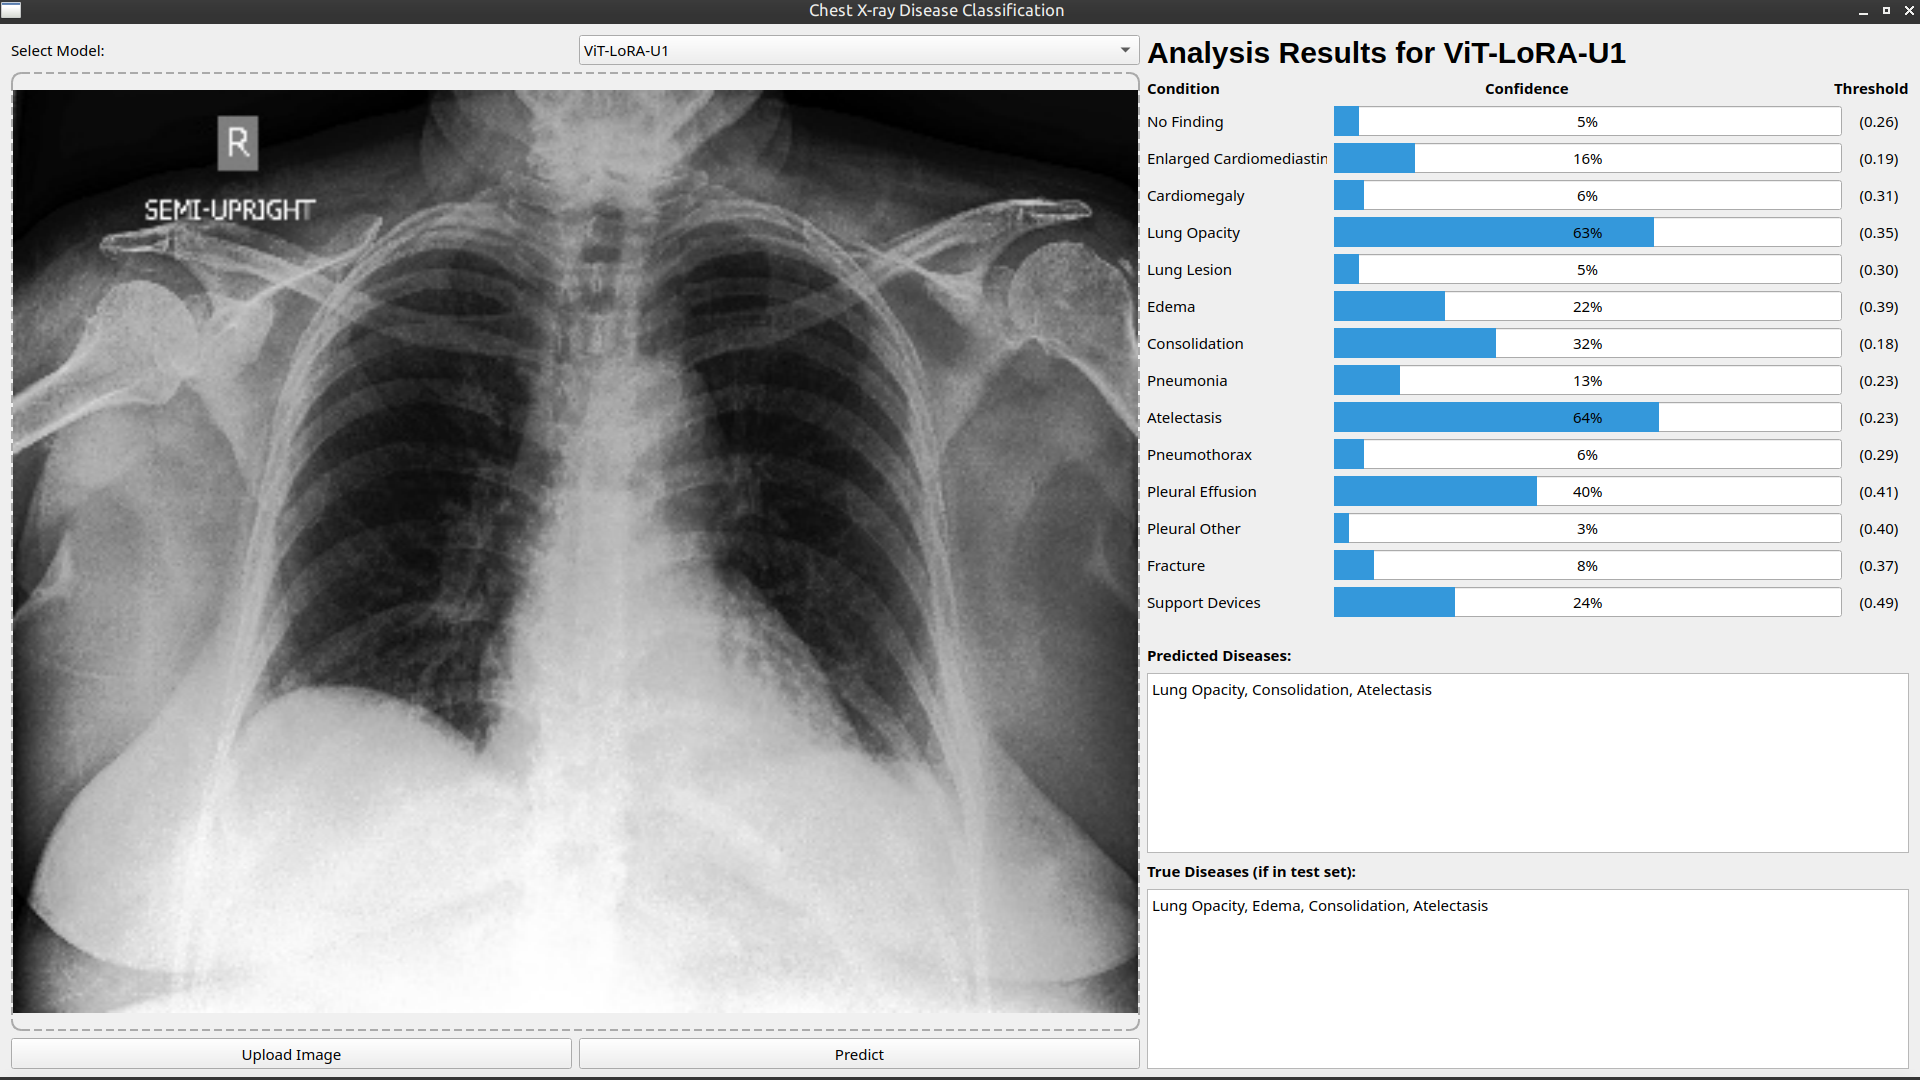 Chest X-ray Disease Classification
Select Model:
ViT-LoRA-U1
R
SEMI-UPRIGHT
Analysis Results for ViT-LoRA-U1
Condition Confidence Threshold
No Finding 5% (0.26)
Enlarged Cardiomediastin 16% (0.19)
Cardiomegaly 6% (0.31)
Lung Opacity 63% (0.35)
Lung Lesion 5% (0.30)
Edema 22% (0.39)
Consolidation 32% (0.18)
Pneumonia 13% (0.23)
Atelectasis 64% (0.23)
Pneumothorax 6% (0.29)
Pleural Effusion 40% (0.41)
Pleural Other 3% (0.40)
Fracture 8% (0.37)
Support Devices 24% (0.49)
Predicted Diseases:
Lung Opacity, Consolidation, Atelectasis
True Diseases (if in test set):
Lung Opacity, Edema, Consolidation, Atelectasis
Upload Image
Predict